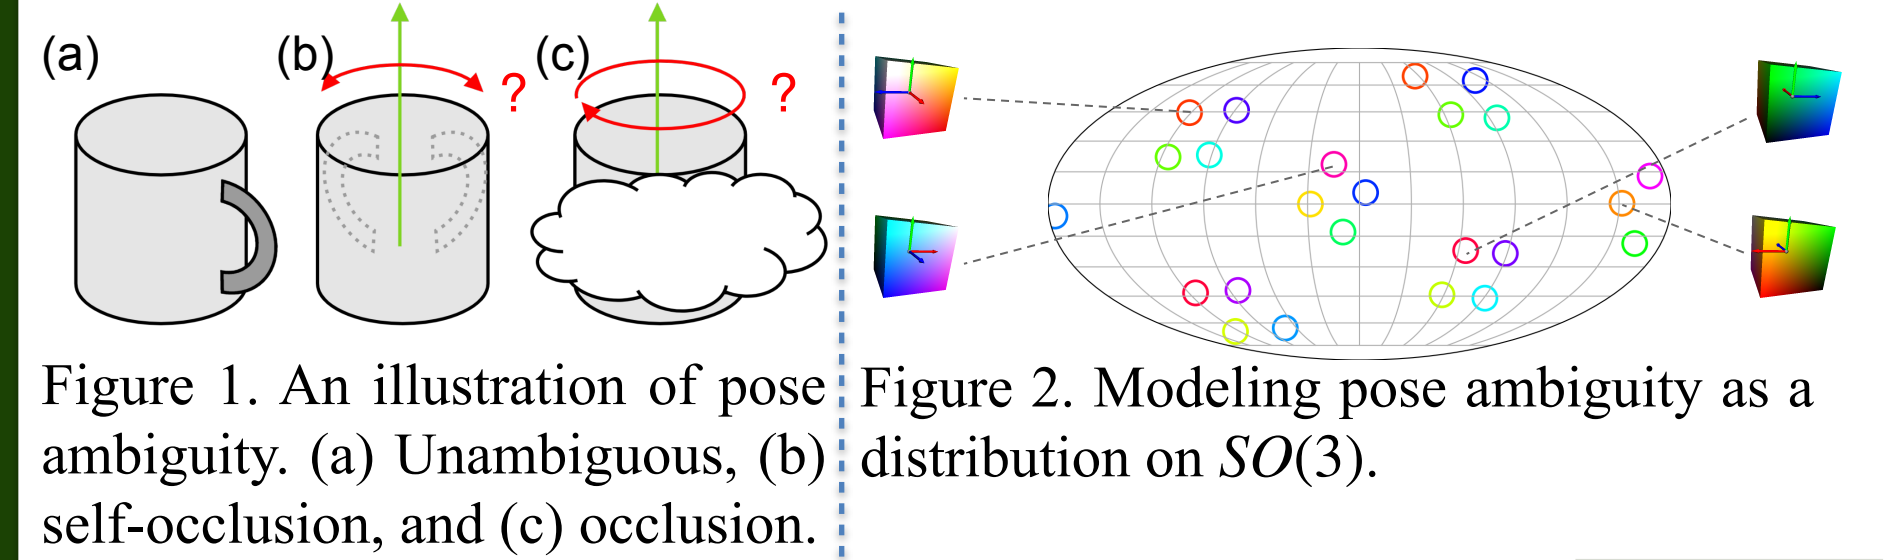 (a)
(b)
?
(c)
?
Figure 1. An illustration of pose
ambiguity. (a) Unambiguous, (b)
self-occlusion, and (c) occlusion.
Figure 2. Modeling pose ambiguity as a
distribution on SO(3).